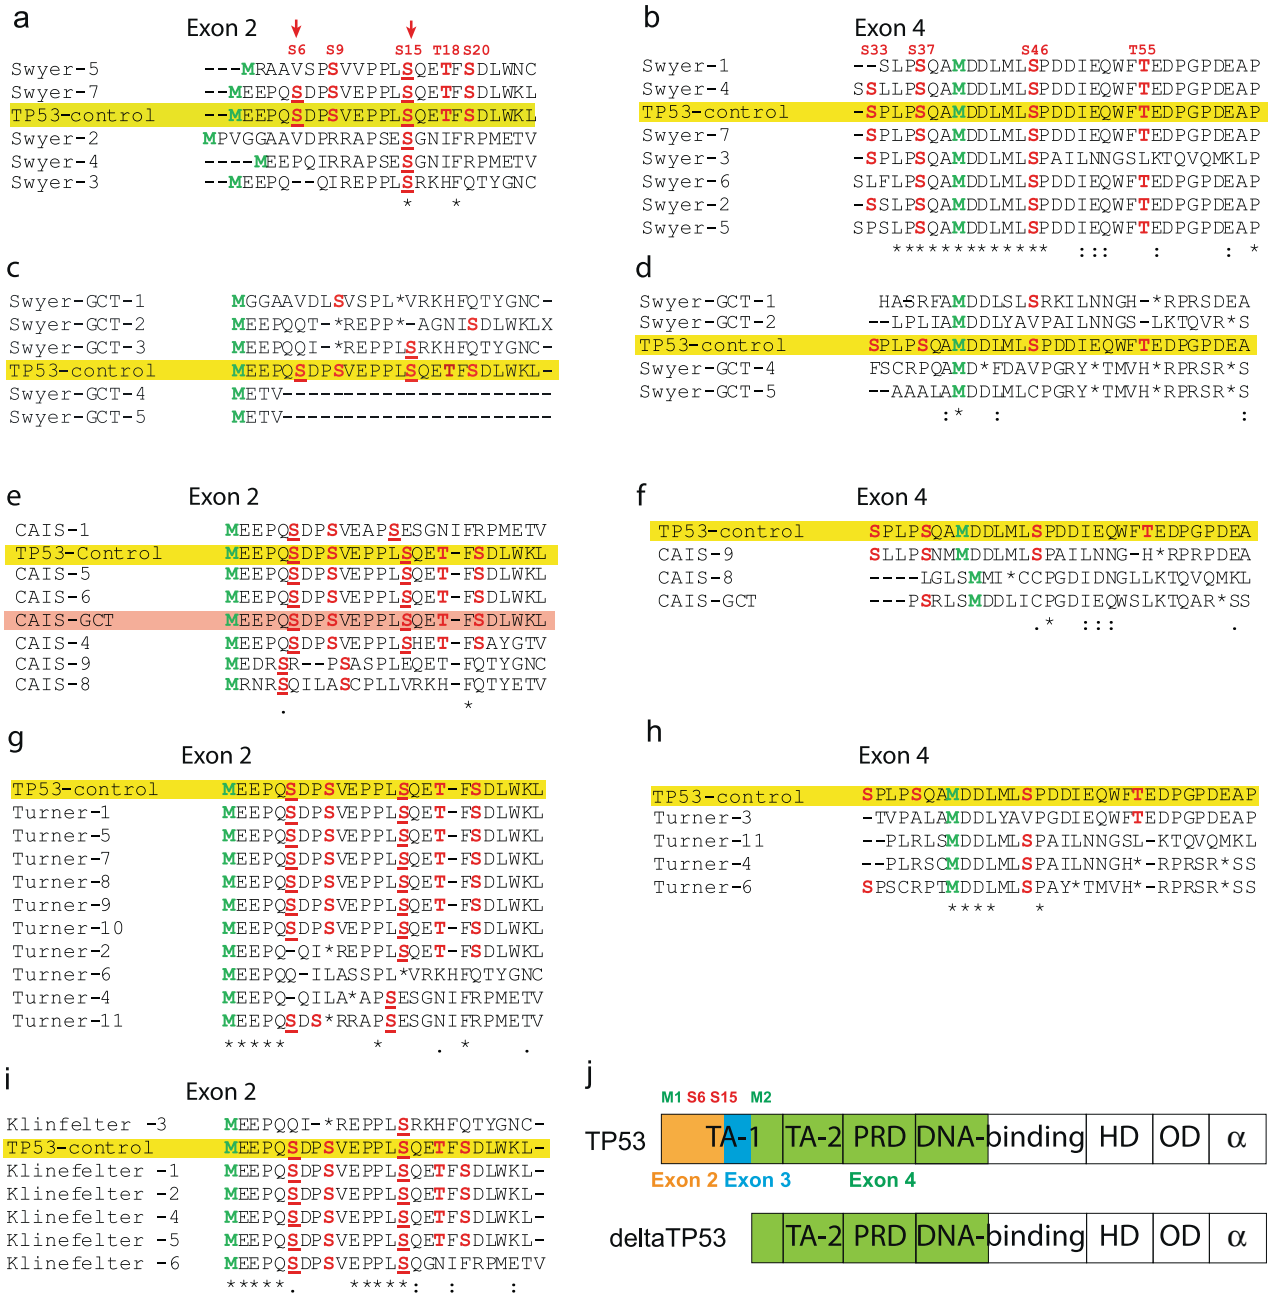 a
Exon 2
S6 S9 S15 T18 S20
Swyer-5 ---MRAAVSPSVVPPLSQETFSDLWNC
Swyer-7 --MEEPQSDPSVEPPLSQETFSDLWKL
TP53-control --MEEPQSDPSVEPPLSQETFSDLWKL
Swyer-2 MPVGGAAVDPRRAPSESGNIFRPMETV
Swyer-4 ----MEEPQIRRAPSESGNIFRPMETV
Swyer-3 --MEEPQ--QIREPPLSRKHFQTYGNC
* *
b
Exon 4
S33 S37 S46 T55
Swyer-1 --SLPSQAMDDLMLSPDDIEQWFTEDPGPDEAP
Swyer-4 SSLLPSQAMDDLMLSPDDIEQWFTEDPGPDEAP
TP53-control -SPLPSQAMDDLMLSPDDIEQWFTEDPGPDEAP
Swyer-7 -SPLPSQAMDDLMLSPDDIEQWFTEDPGPDEAP
Swyer-3 -SPLPSQAMDDLMLSPAILNNGSLKTQVQMKLP
Swyer-6 SLFLPSQAMDDLMLSPDDIEQWFTEDPGPDEAP
Swyer-2 -SSLPSQAMDDLMLSPDDIEQWFTEDPGPDEAP
Swyer-5 SPSLPSQAMDDLMLSPDDIEQWFTEDPGPDEAP
************* ::: : : *
c
Swyer-GCT-1 MGGAAVDLSVSPL*VRKHFQTYGNC-
Swyer-GCT-2 MEEPQQT-*REPP*-AGNISDLWKLX
Swyer-GCT-3 MEEPQQI-*REPPLSRKHFQTYGNC-
TP53-control MEEPQSDPSVEPPLSQETFSDLWKL-
Swyer-GCT-4 METV----------------------
Swyer-GCT-5 METV----------------------
d
Swyer-GCT-1 HASRFAMDDLSLSRKILNNGH-*RPRSDEA
Swyer-GCT-2 --LPLIAMDDLYAVPAILNNGS-LKTQVR*S
TP53-control SPLPSQAMDDLMLSPDDIEQWFTEDPGPDEA
Swyer-GCT-4 FSCRPQAMD*FDAVPGRY*TMVH*RPRSR*S
Swyer-GCT-5 --AAALAMDDLMLCPGRY*TMVH*RPRSR*S
:* : :
e
Exon 2
CAIS-1 MEEPQSDPSVEAPSESGNIFRPMETV
TP53-Control MEEPQSDPSVEPPLSQET-FSDLWKL
CAIS-5 MEEPQSDPSVEPPLSQET-FSDLWKL
CAIS-6 MEEPQSDPSVEPPLSQET-FSDLWKL
CAIS-GCT MEEPQSDPSVEPPLSQET-FSDLWKL
CAIS-4 MEEPQSDPSVEPPLSHET-FSAYGTV
CAIS-9 MEDRSR--PSASPLEQET-FQTYGNC
CAIS-8 MRNRSQILASCPLLVRKH-FQTYETV
. *
f
Exon 4
TP53-control SPLPSQAMDDLMLSPDDIEQWFTEDPGPDEA
CAIS-9 SLLPSNMMDDLMLSPAILNNG-H*RPRPDEA
CAIS-8 ----LGLSMMI*CCPGDIDNGLLKTQVQMKL
CAIS-GCT ---PSRLSMDDLICPGDIEQWSLKTQAR*SS
.* ::: .
g
Exon 2
TP53-control MEEPQSDPSVEPPLSQET-FSDLWKL
Turner-1 MEEPQSDPSVEPPLSQET-FSDLWKL
Turner-5 MEEPQSDPSVEPPLSQET-FSDLWKL
Turner-7 MEEPQSDPSVEPPLSQET-FSDLWKL
Turner-8 MEEPQSDPSVEPPLSQET-FSDLWKL
Turner-9 MEEPQSDPSVEPPLSQET-FSDLWKL
Turner-10 MEEPQSDPSVEPPLSQET-FSDLWKL
Turner-2 MEEPQ-QI*REPPLSQET-FSDLWKL
Turner-6 MEEPQQ-ILASSPL*VRKHFQTYGNC
Turner-4 MEEPQ-QILA*APSESGNIFRPMETV
Turner-11 MEEPQSDS*RRAPSESGNIFRPMETV
***** * . * .
h
Exon 4
TP53-control SPLPSQAMDDLMLSPDDIEQWFTEDPGPDEAP
Turner-3 -TVPALAMDDLYAVPGDIEQWFTEDPGPDEAP
Turner-11 --PLRLSMDDLMLSPAILNNGSL-KTQVQMKL
Turner-4 --PLRSCMDDLMLSPAILNNGH*-RPRSR*SS
Turner-6 SPSCRPTMDDLMLSPAY*TMVH*-RPRSR*SS
**** *
i
Exon 2
Klinfelter -3 MEEPQQI-*REPPLSRKHFQTYGNC-
TP53-control MEEPQSDPSVEPPLSQETFSDLWKL-
Klinefelter -1 MEEPQSDPSVEPPLSQETFSDLWKL-
Klinefelter -2 MEEPQSDPSVEPPLSQETFSDLWKL-
Klinefelter -4 MEEPQSDPSVEPPLSQETFSDLWKL-
Klinefelter -5 MEEPQSDPSVEPPLSQETFSDLWKL-
Klinefelter -6 MEEPQSDPSVEPPLSQGNIFRPMETV
*****. *****: : :
j
M1 S6 S15 M2
TP53 TA-1 TA-2 PRD DNA-binding HD OD α
Exon 2 Exon 3 Exon 4
deltaTP53 TA-2 PRD DNA-binding HD OD α